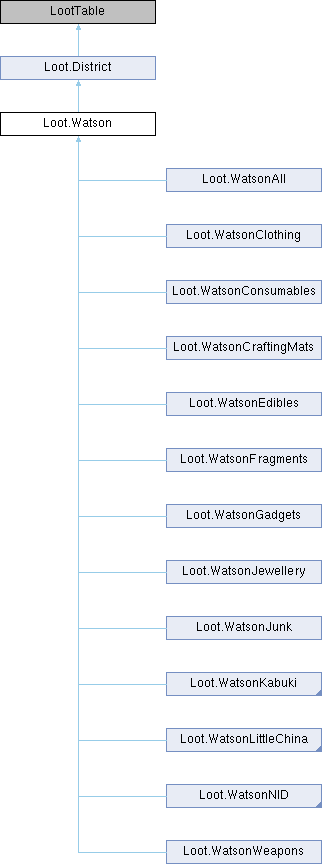 LootTable
Loot.District
Loot.Watson
Loot.WatsonAll
Loot.WatsonClothing
Loot.WatsonConsumables
Loot.WatsonCraftingMats
Loot.WatsonEdibles
Loot.WatsonFragments
Loot.WatsonGadgets
Loot.WatsonJewellery
Loot.WatsonJunk
Loot.WatsonKabuki
Loot.WatsonLittleChina
Loot.WatsonNID
Loot.WatsonWeapons